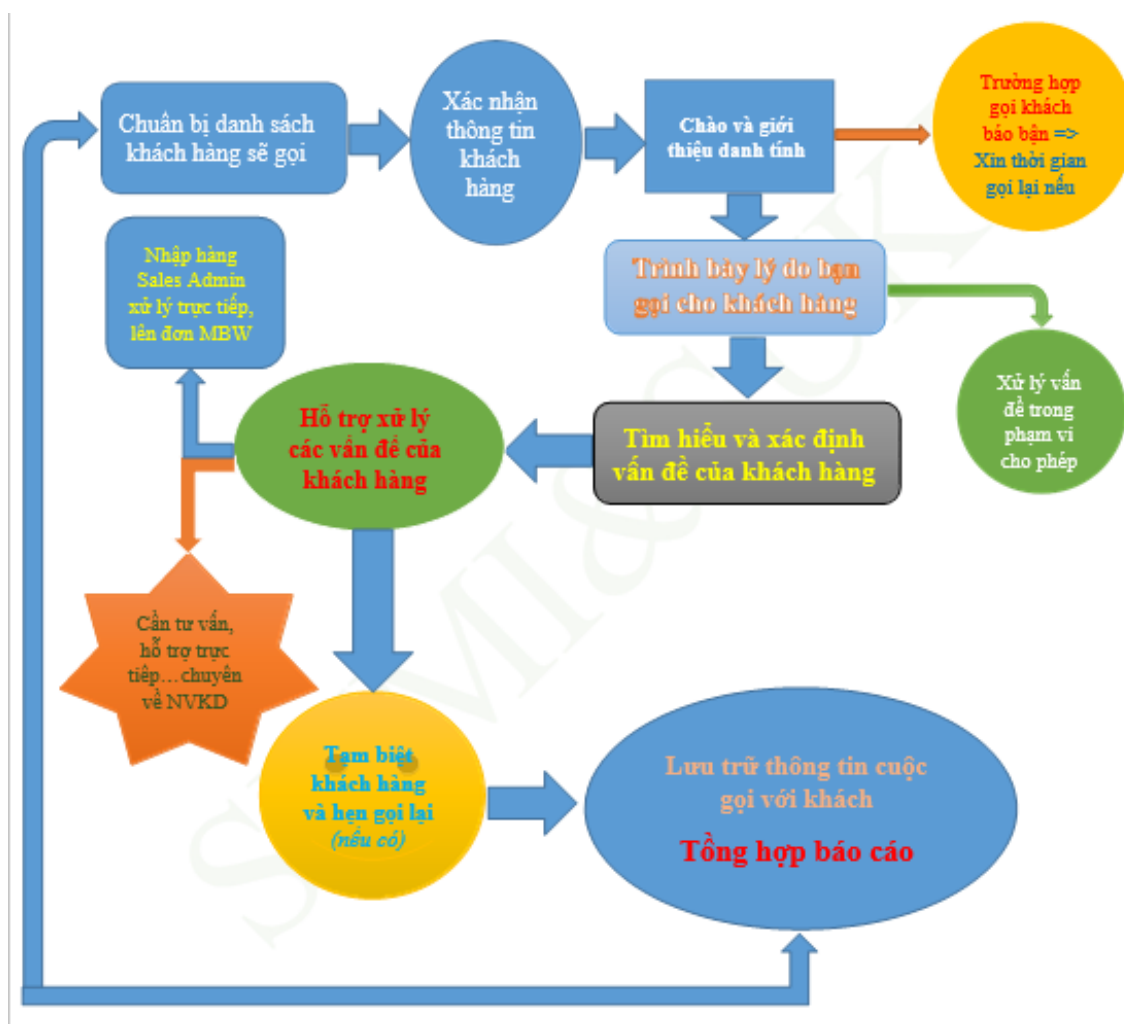 Chuẩn bị danh sách
khách hàng sẽ gọi
Xác nhận
thông tin
khách
hàng
Chào và giới
thiệu danh tính
Trường hợp
gọi khách
báo bận =>
Xin thời gian
gọi lại nếu
Nhập hàng
Sales Admin
xử lý trực tiếp,
lên đơn MBW
Trình bày lý do bạn
gọi cho khách hàng
Xử lý vấn
đề trong
phạm vi
cho phép
Hỗ trợ xử lý
các vấn đề của
khách hàng
Tìm hiểu và xác định
vấn đề của khách hàng
Cần tư vấn,
hỗ trợ trực
tiếp…chuyên
về NVKD
Tạm biệt
khách hàng
và hẹn gọi lại
(nếu có)
Lưu trữ thông tin cuộc
gọi với khách
Tổng hợp báo cáo